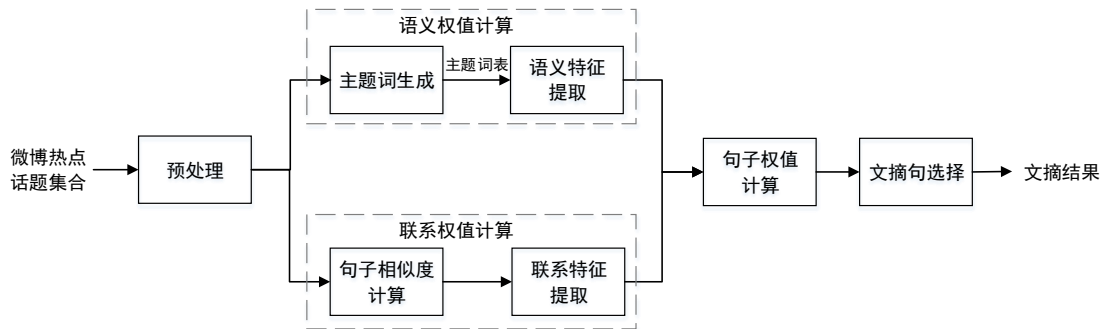 语义权值计算
主题词生成
主题词表
语义特征
提取
微博热点
话题集合
预处理
句子权值
计算
文摘句选择
文摘结果
联系权值计算
句子相似度
计算
联系特征
提取